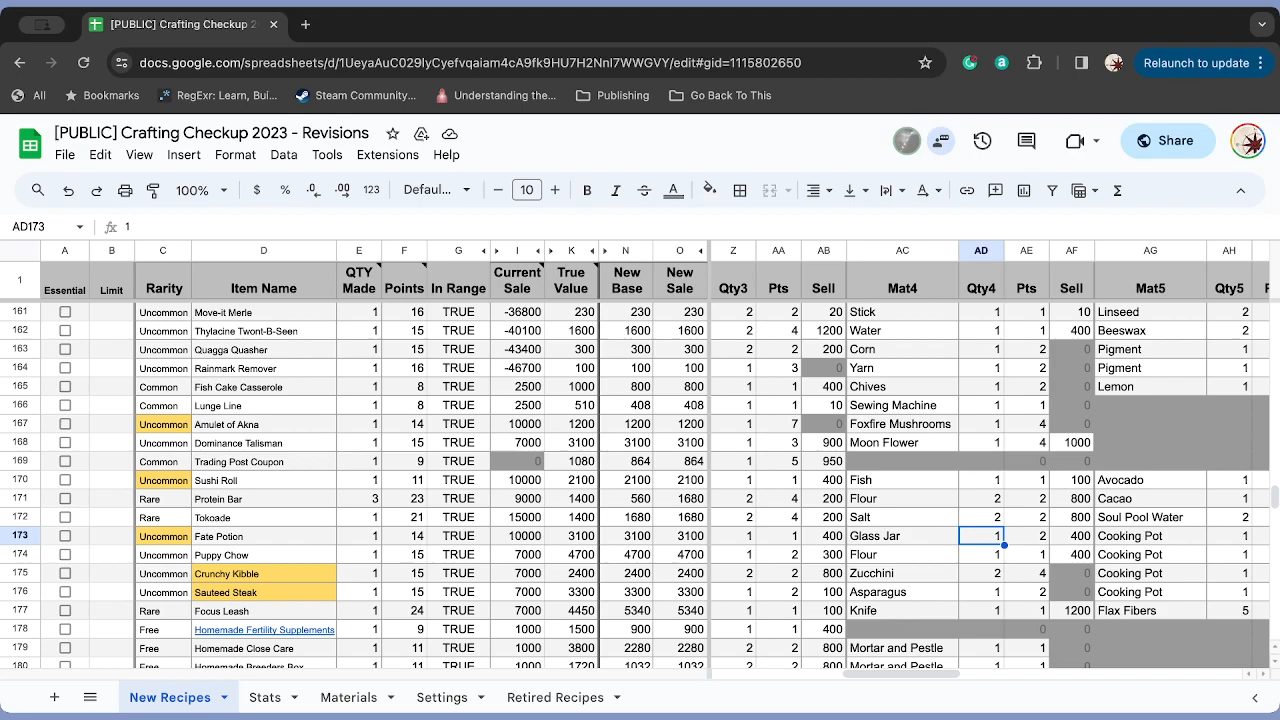 [PUBLIC] Crafting Checkup 2
docs.google.com/spreadsheets/d/1UeyaAuC029IyCyefvqaiam4cA9fk9HU7H2NnI7WWGVY/edit#gid=1115802650
Relaunch to update
All Bookmarks RegExr: Learn, Bui... Steam Community... Understanding the... Publishing Go Back To This
[PUBLIC] Crafting Checkup 2023 - Revisions
Share
File Edit View Insert Format Data Tools Extensions Help
100% $ % .0 .00 123 Defaul... − 10 + B I A Σ
AD173 fx 1
A B C D E F G I K N O Z AA AB AC AD AE AF AG AH
1 Essential Limit Rarity Item Name QTY Made Points In Range Current Sale True Value New Base New Sale Qty3 Pts Sell Mat4 Qty4 Pts Sell Mat5 Qty5
161 Uncommon Move-it Merle 1 16 TRUE -36800 230 230 230 2 2 20 Stick 1 1 10 Linseed 2
162 Uncommon Thylacine Twont-B-Seen 1 15 TRUE -40100 1600 1600 1600 2 4 1200 Water 1 1 400 Beeswax 2
163 Uncommon Quagga Quasher 1 15 TRUE -43400 300 300 300 2 2 200 Corn 1 2 0 Pigment 1
164 Uncommon Rainmark Remover 1 16 TRUE -46700 100 100 100 1 3 0 Yarn 1 2 0 Pigment 1
165 Common Fish Cake Casserole 1 8 TRUE 2500 1000 800 800 1 1 400 Chives 1 2 0 Lemon 1
166 Common Lunge Line 1 8 TRUE 2500 510 408 408 1 1 10 Sewing Machine 1 1 0
167 Uncommon Amulet of Akna 1 14 TRUE 10000 1200 1200 1200 1 7 0 Foxfire Mushrooms 1 4 0
168 Uncommon Dominance Talisman 1 15 TRUE 7000 3100 3100 3100 1 3 900 Moon Flower 1 4 1000
169 Common Trading Post Coupon 1 9 TRUE 0 1080 864 864 1 5 950 0 0
170 Uncommon Sushi Roll 1 11 TRUE 10000 2100 2100 2100 1 1 400 Fish 1 1 100 Avocado 1
171 Rare Protein Bar 3 23 TRUE 9000 1400 560 1680 2 4 200 Flour 2 2 800 Cacao 1
172 Rare Tokoade 1 21 TRUE 15000 1400 1680 1680 2 4 200 Salt 2 2 800 Soul Pool Water 2
173 Uncommon Fate Potion 1 14 TRUE 10000 3100 3100 3100 1 1 400 Glass Jar 1 2 400 Cooking Pot 1
174 Uncommon Puppy Chow 1 15 TRUE 7000 4700 4700 4700 1 2 300 Flour 1 1 400 Cooking Pot 1
175 Uncommon Crunchy Kibble 1 15 TRUE 7000 2400 2400 2400 2 2 800 Zucchini 2 4 0 Cooking Pot 1
176 Uncommon Sauteed Steak 1 15 TRUE 7000 3300 3300 3300 1 2 100 Asparagus 1 2 0 Cooking Pot 1
177 Rare Focus Leash 1 24 TRUE 7000 4450 5340 5340 1 1 100 Knife 1 1 1200 Flax Fibers 5
178 Free Homemade Fertility Supplements 1 9 TRUE 1000 1500 900 900 1 1 400 0 0
179 Free Homemade Close Care 1 11 TRUE 1000 3800 2280 2280 2 2 800 Mortar and Pestle 1 1 0
180 Free Homemade Breeders Box 1 11 TRUE 1000 1720 1032 1032 2 2 800 Mortar and Pestle 1 1 0
New Recipes Stats Materials Settings Retired Recipes